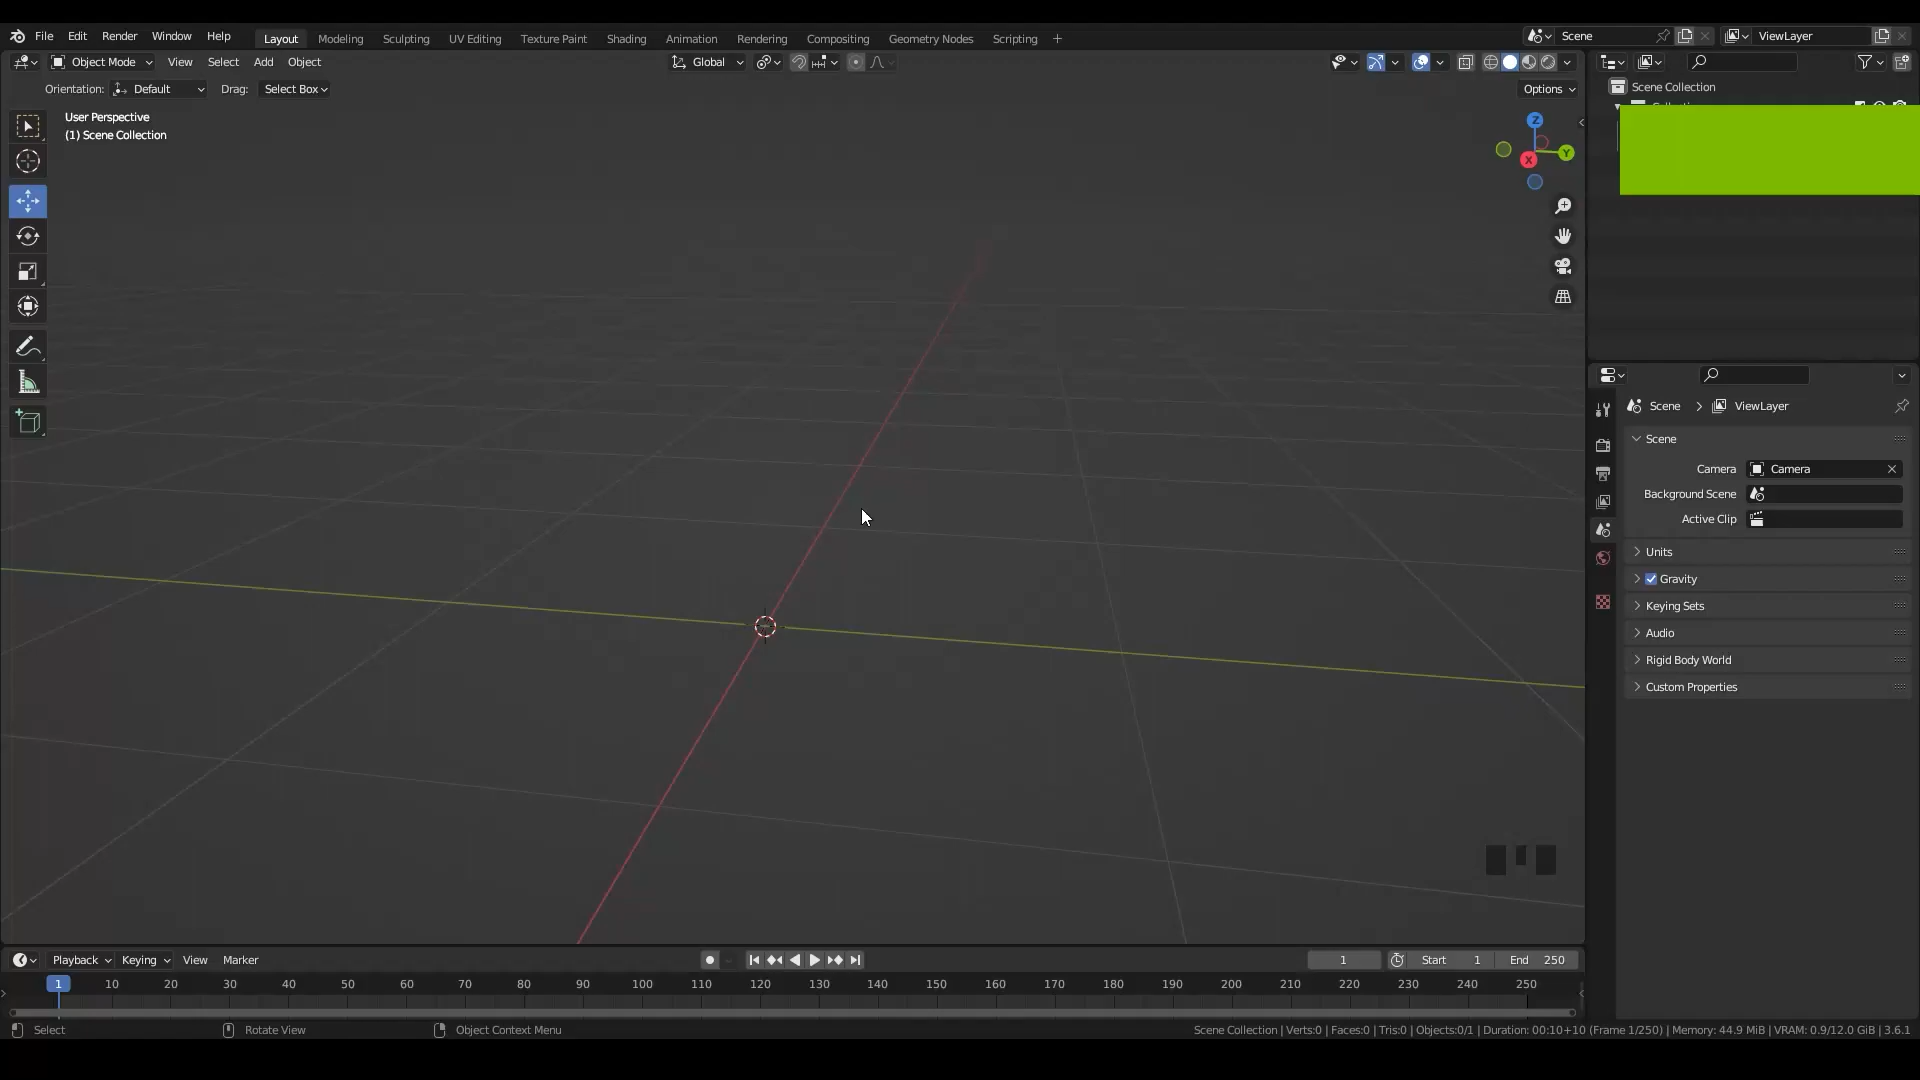 File Edit Render Window Help Layout Modeling Sculpting UV Editing Texture Paint Shading Animation Rendering Compositing Geometry Nodes Scripting + Scene ViewLayer
Object Mode View Select Add Object Global
Orientation: Default Drag: Select Box Options
User Perspective
(1) Scene Collection
Z
Y
X
Scene Collection
Scene > ViewLayer
Scene
Camera Camera
Background Scene
Active Clip
Units
Gravity
Keying Sets
Audio
Rigid Body World
Custom Properties
Playback Keying View Marker 1 Start 1 End 250
1 10 20 30 40 50 60 70 80 90 100 110 120 130 140 150 160 170 180 190 200 210 220 230 240 250
Select Rotate View Object Context Menu Scene Collection | Verts:0 | Faces:0 | Tris:0 | Objects:0/1 | Duration: 00:10+10 (Frame 1/250) | Memory: 44.9 MiB | VRAM: 0.9/12.0 GiB | 3.6.1